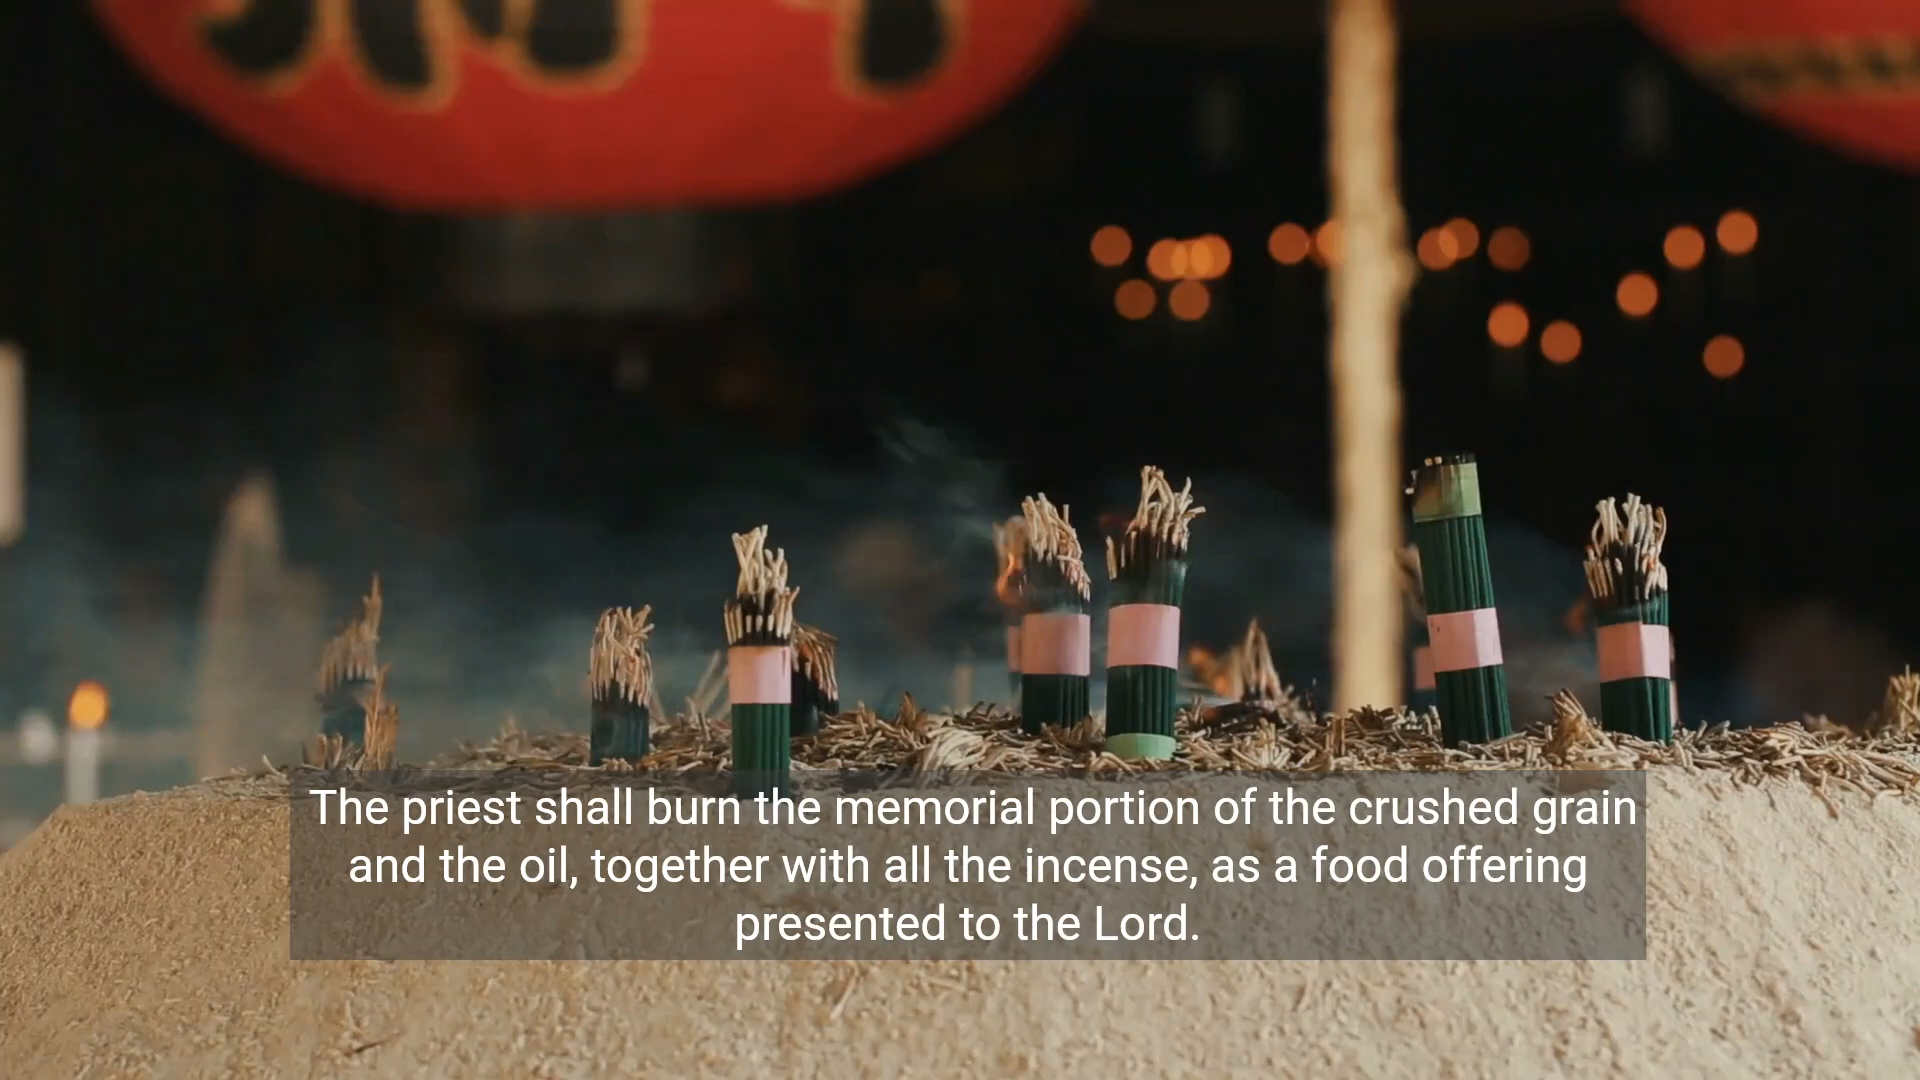 The priest shall burn the memorial portion of the crushed grain
and the oil, together with all the incense, as a food offering
presented to the Lord.